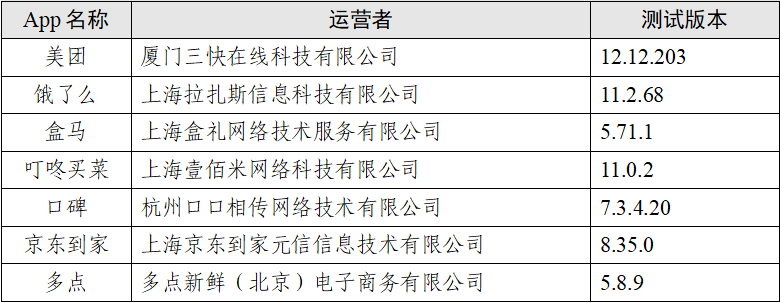 App 名称 运营者 测试版本
美团 厦门三快在线科技有限公司 12.12.203
饿了么 上海拉扎斯信息科技有限公司 11.2.68
盒马 上海盒礼网络技术服务有限公司 5.71.1
叮咚买菜 上海壹佰米网络科技有限公司 11.0.2
口碑 杭州口口相传网络技术有限公司 7.3.4.20
京东到家 上海京东到家元信信息技术有限公司 8.35.0
多点 多点新鲜（北京）电子商务有限公司 5.8.9